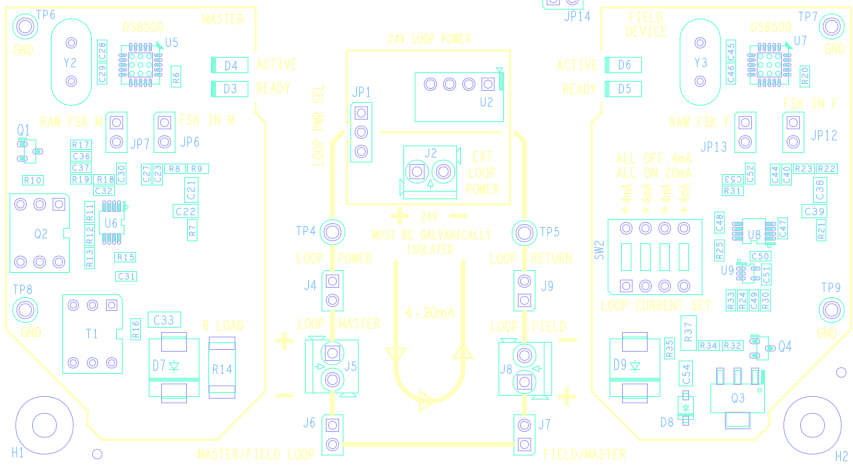 TP6
DS8500
MASTER
JP14
FIELD
DEVICE
DS8500
TP7
GND
Y2
C28
C29
U5
R6
D4
ACTIVE
D3
READY
24V LOOP POWER
U2
ACTIVE
D6
READY
D5
Y3
C45
C46
U7
R20
GND
JP1
LOOP PWR SEL
RAW FSK M
FSK IN M
JP7
JP6
RAW FSK F
FSK IN F
JP13
JP12
Q1
R17
C36
C37
R19
R18
C32
C30
C27
C23
R8
R9
R10
C21
C22
R7
J2
EXT
LOOP
POWER
+ 24V −
ALL OFF 4mA
ALL ON 20mA
+4mA
+4mA
+4mA
+4mA
C53
R31
C52
C44
C40
R23
R22
C38
C39
R21
Q2
R11
R12
R13
U6
R15
C31
TP4
MUST BE GALVANICALLY
ISOLATED
TP5
SW2
C48
R25
U8
C47
C50
U9
C51
LOOP POWER
LOOP RETURN
J4
J9
TP8
GND
T1
C33
R16
R LOAD
LOOP MASTER
4 - 20mA
LOOP FIELD
LOOP CURRENT SET
R33
R24
C49
R30
TP9
GND
D7
R14
+
−
J5
J8
−
+
D9
R35
R37
R34
R32
Q4
C54
D8
Q3
H1
J6
J7
MASTER/FIELD LOOP
FIELD/MASTER
H2